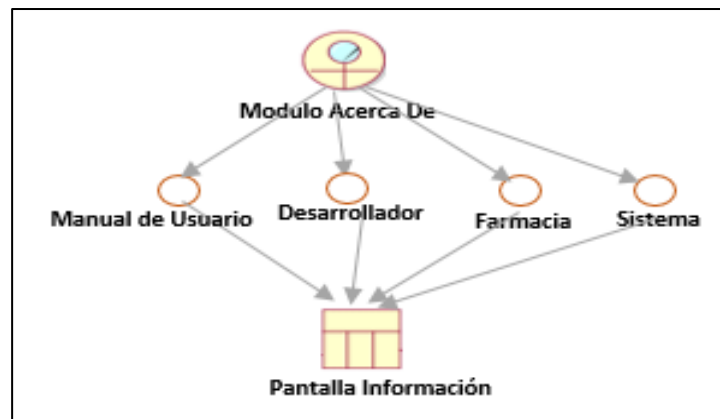 Modulo Acerca De
Manual de Usuario
Desarrollador
Farmacia
Sistema
Pantalla Información